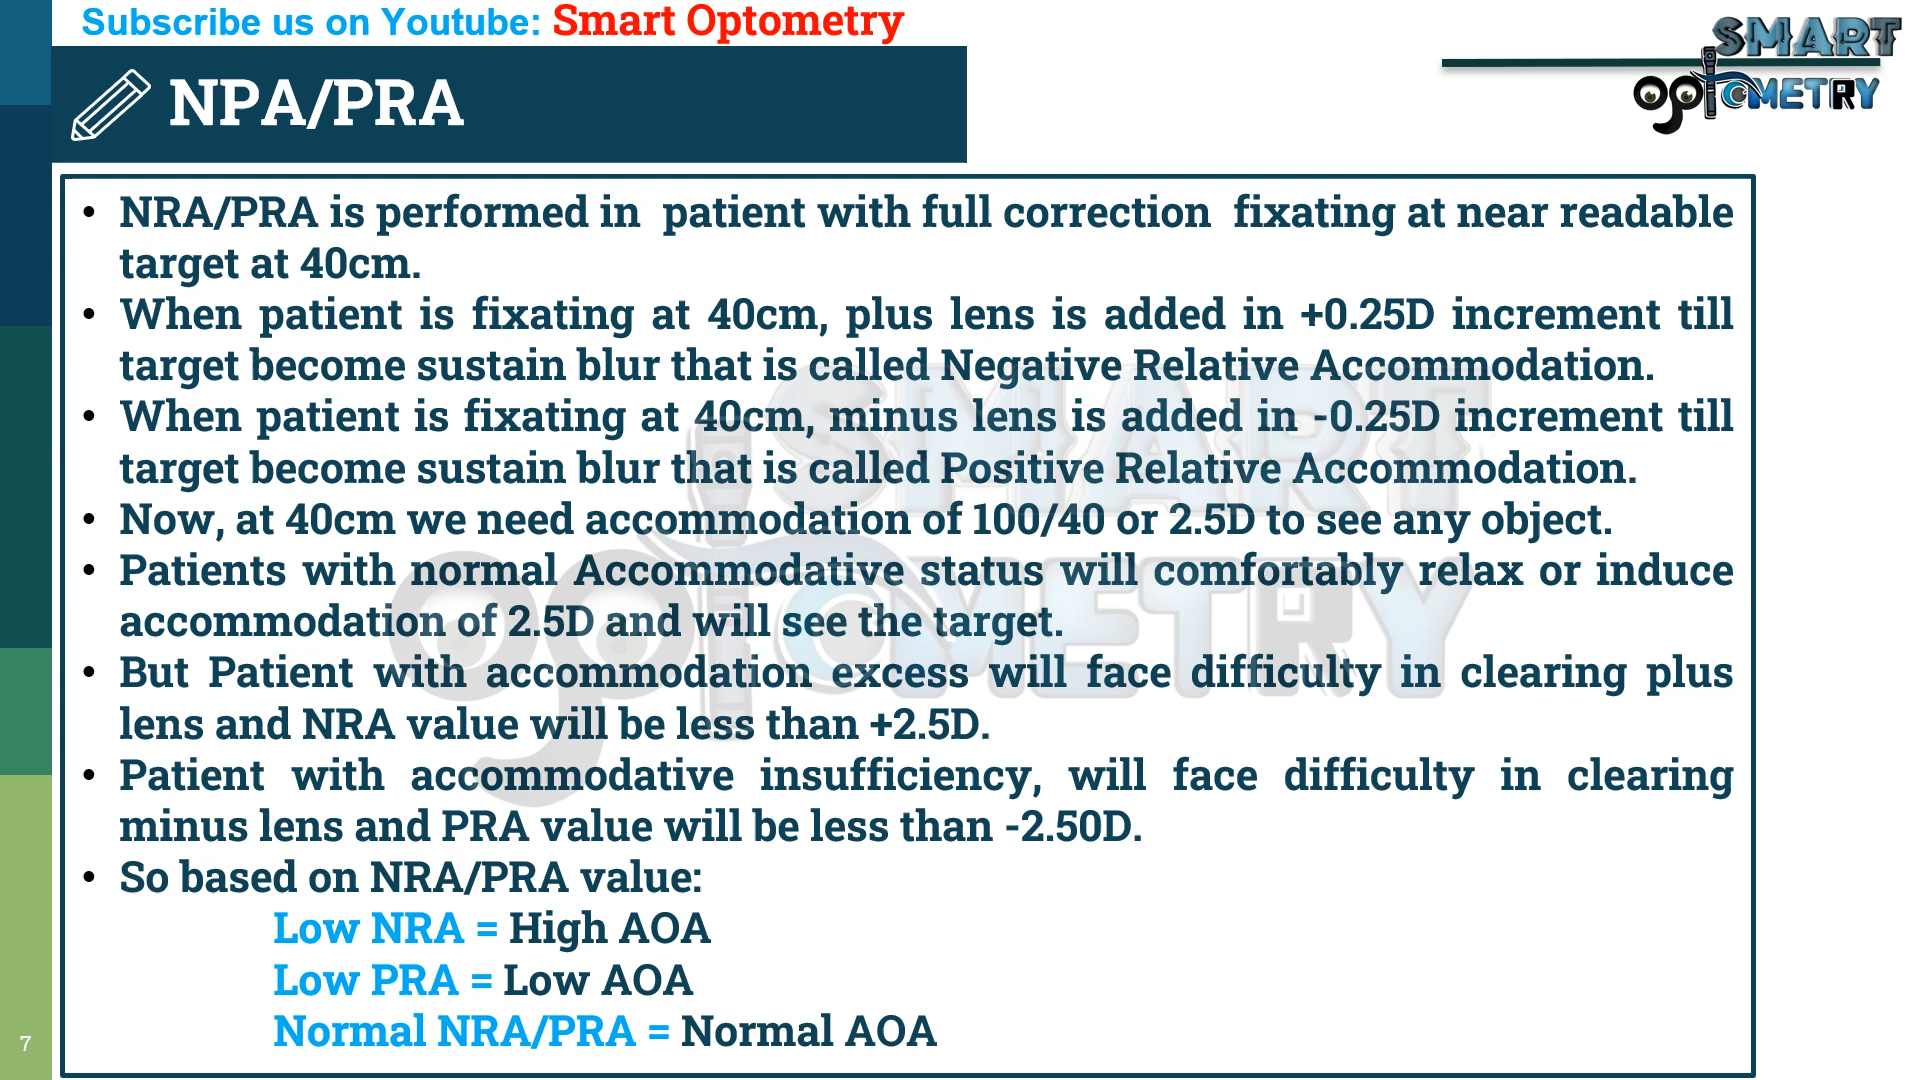 Subscribe us on Youtube: Smart Optometry
SMART
OptOMETRY
NPA/PRA
• NRA/PRA is performed in patient with full correction fixating at near readable
target at 40cm.
• When patient is fixating at 40cm, plus lens is added in +0.25D increment till
target become sustain blur that is called Negative Relative Accommodation.
• When patient is fixating at 40cm, minus lens is added in -0.25D increment till
target become sustain blur that is called Positive Relative Accommodation.
• Now, at 40cm we need accommodation of 100/40 or 2.5D to see any object.
• Patients with normal Accommodative status will comfortably relax or induce
accommodation of 2.5D and will see the target.
• But Patient with accommodation excess will face difficulty in clearing plus
lens and NRA value will be less than +2.5D.
• Patient with accommodative insufficiency, will face difficulty in clearing
minus lens and PRA value will be less than -2.50D.
• So based on NRA/PRA value:
Low NRA = High AOA
Low PRA = Low AOA
Normal NRA/PRA = Normal AOA
7
SMART
OptOMETRY